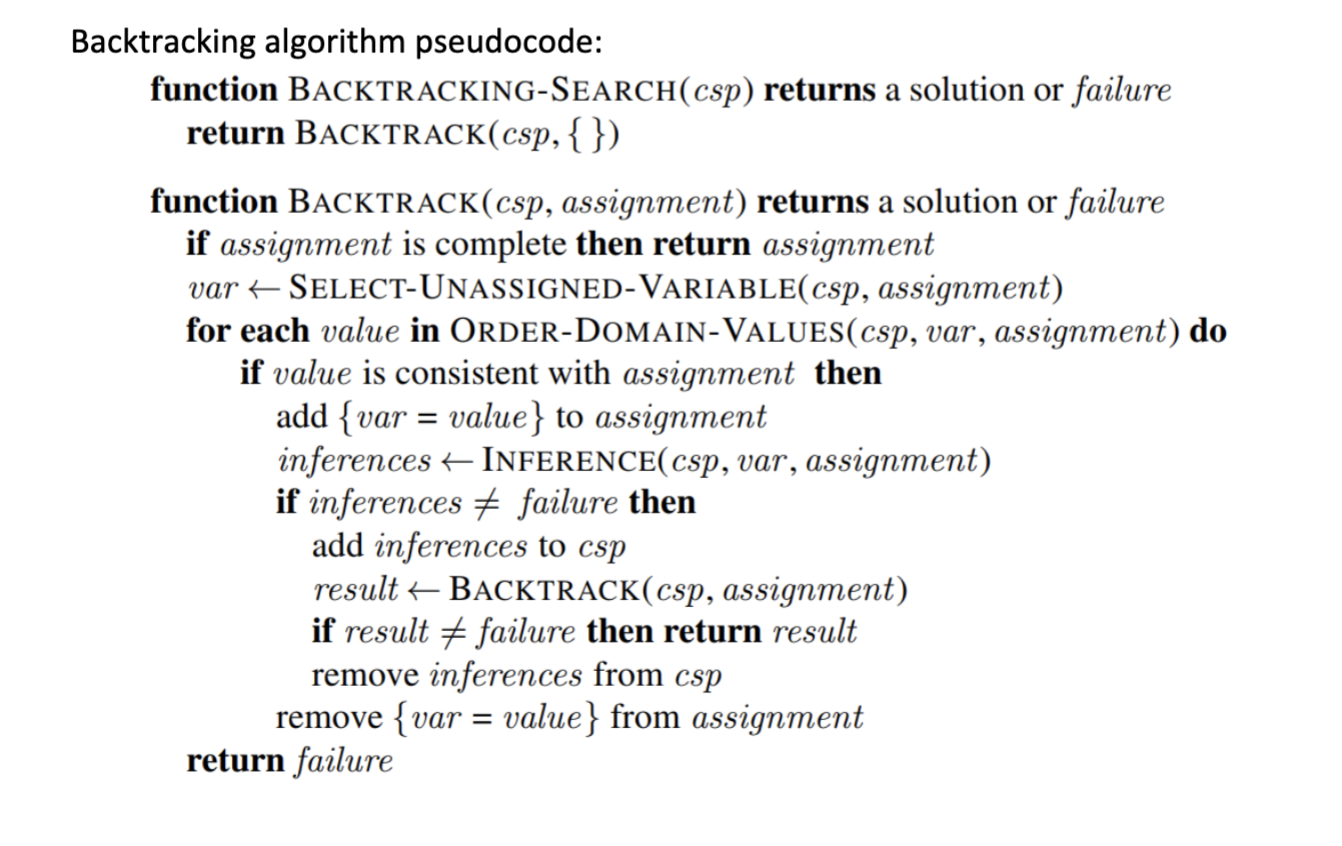 Backtracking algorithm pseudocode:
function BACKTRACKING-SEARCH(csp) returns a solution or failure
return BACKTRACK(csp, { })
function BACKTRACK(csp, assignment) returns a solution or failure
if assignment is complete then return assignment
var ← SELECT-UNASSIGNED-VARIABLE(csp, assignment)
for each value in ORDER-DOMAIN-VALUES(csp, var, assignment) do
if value is consistent with assignment then
add {var = value} to assignment
inferences ← INFERENCE(csp, var, assignment)
if inferences ≠ failure then
add inferences to csp
result ← BACKTRACK(csp, assignment)
if result ≠ failure then return result
remove inferences from csp
remove {var = value} from assignment
return failure